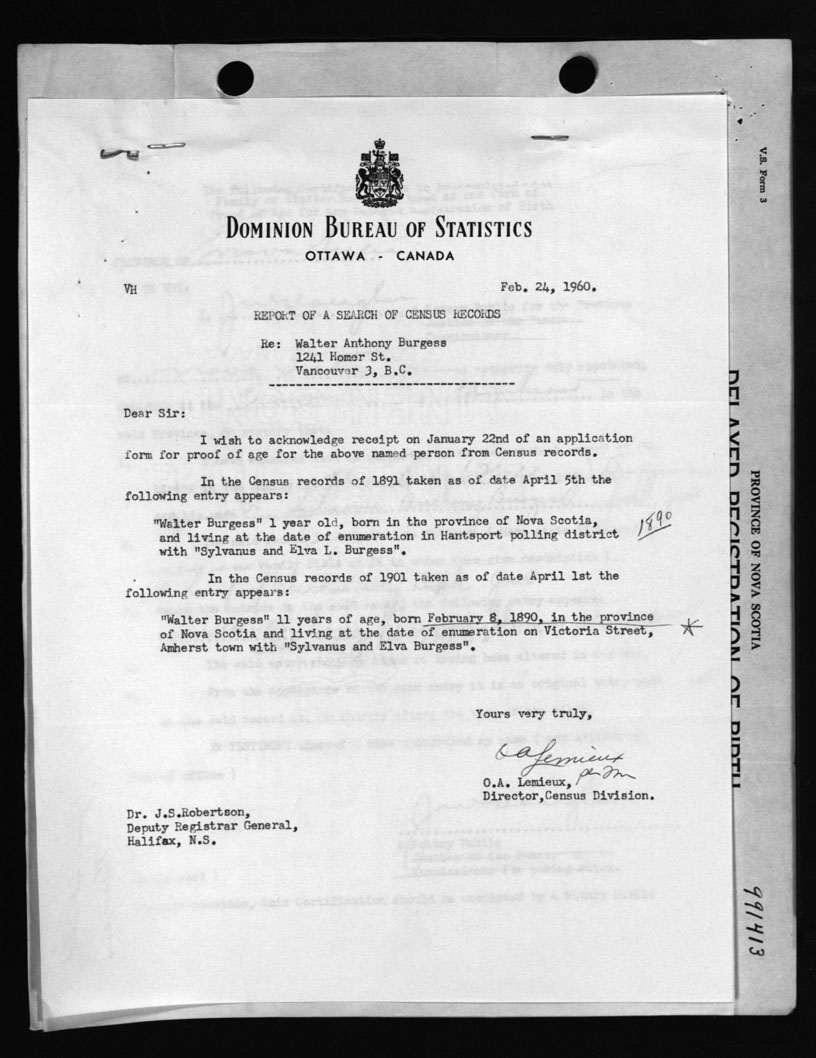 DOMINION BUREAU OF STATISTICS
OTTAWA - CANADA
VH
Feb. 24, 1960.
REPORT OF A SEARCH OF CENSUS RECORDS
Re: Walter Anthony Burgess
1241 Homer St.
Vancouver 3, B.C.
Dear Sir:
I wish to acknowledge receipt on January 22nd of an application
form for proof of age for the above named person from Census records.
In the Census records of 1891 taken as of date April 5th the
following entry appears:
"Walter Burgess" 1 year old, born in the province of Nova Scotia,
and living at the date of enumeration in Hantsport polling district
with "Sylvanus and Elva L. Burgess".
1890
In the Census records of 1901 taken as of date April 1st the
following entry appears:
"Walter Burgess" 11 years of age, born February 8, 1890, in the province
of Nova Scotia and living at the date of enumeration on Victoria Street,
Amherst town with "Sylvanus and Elva Burgess".
Yours very truly,
O A Lemieux
per
O.A. Lemieux,
Director,Census Division.
Dr. J.S.Robertson,
Deputy Registrar General,
Halifax, N.S.
V.S. Form 3
PROVINCE OF NOVA SCOTIA
DELAYED REGISTRATION OF BIRTH
991413